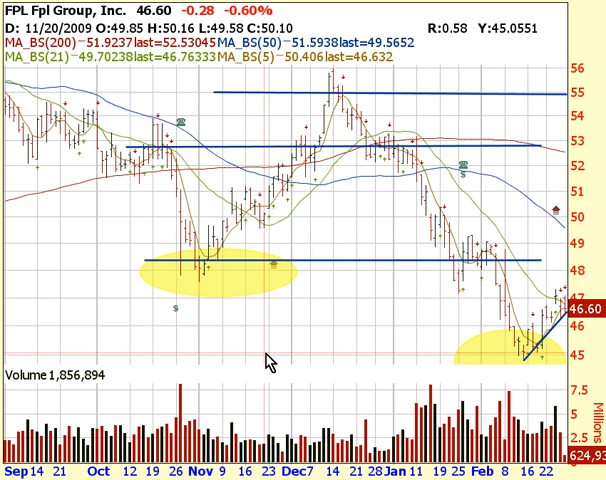 FPL Fpl Group, Inc. 46.60 -0.28 -0.60%
D: 11/20/2009 O:49.85 H:50.16 L:49.58 C:50.10 R:0.58 Y:45.0551
MA_BS(200)-51.9237last=52.53045MA_BS(50)-51.5938last=49.5652
MA_BS(21)-49.70238last=46.76333MA_BS(5)-50.406last=46.632
56
55
54
53
52
51
50
49
48
47
46.60
46
45
Volume 1,856,894
7.5
5
2.5
Millions
624,93
Sep 14 21 Oct 12 19 26 Nov 9 16 23 Dec 7 14 21 28 Jan 11 19 25 Feb 8 16 22